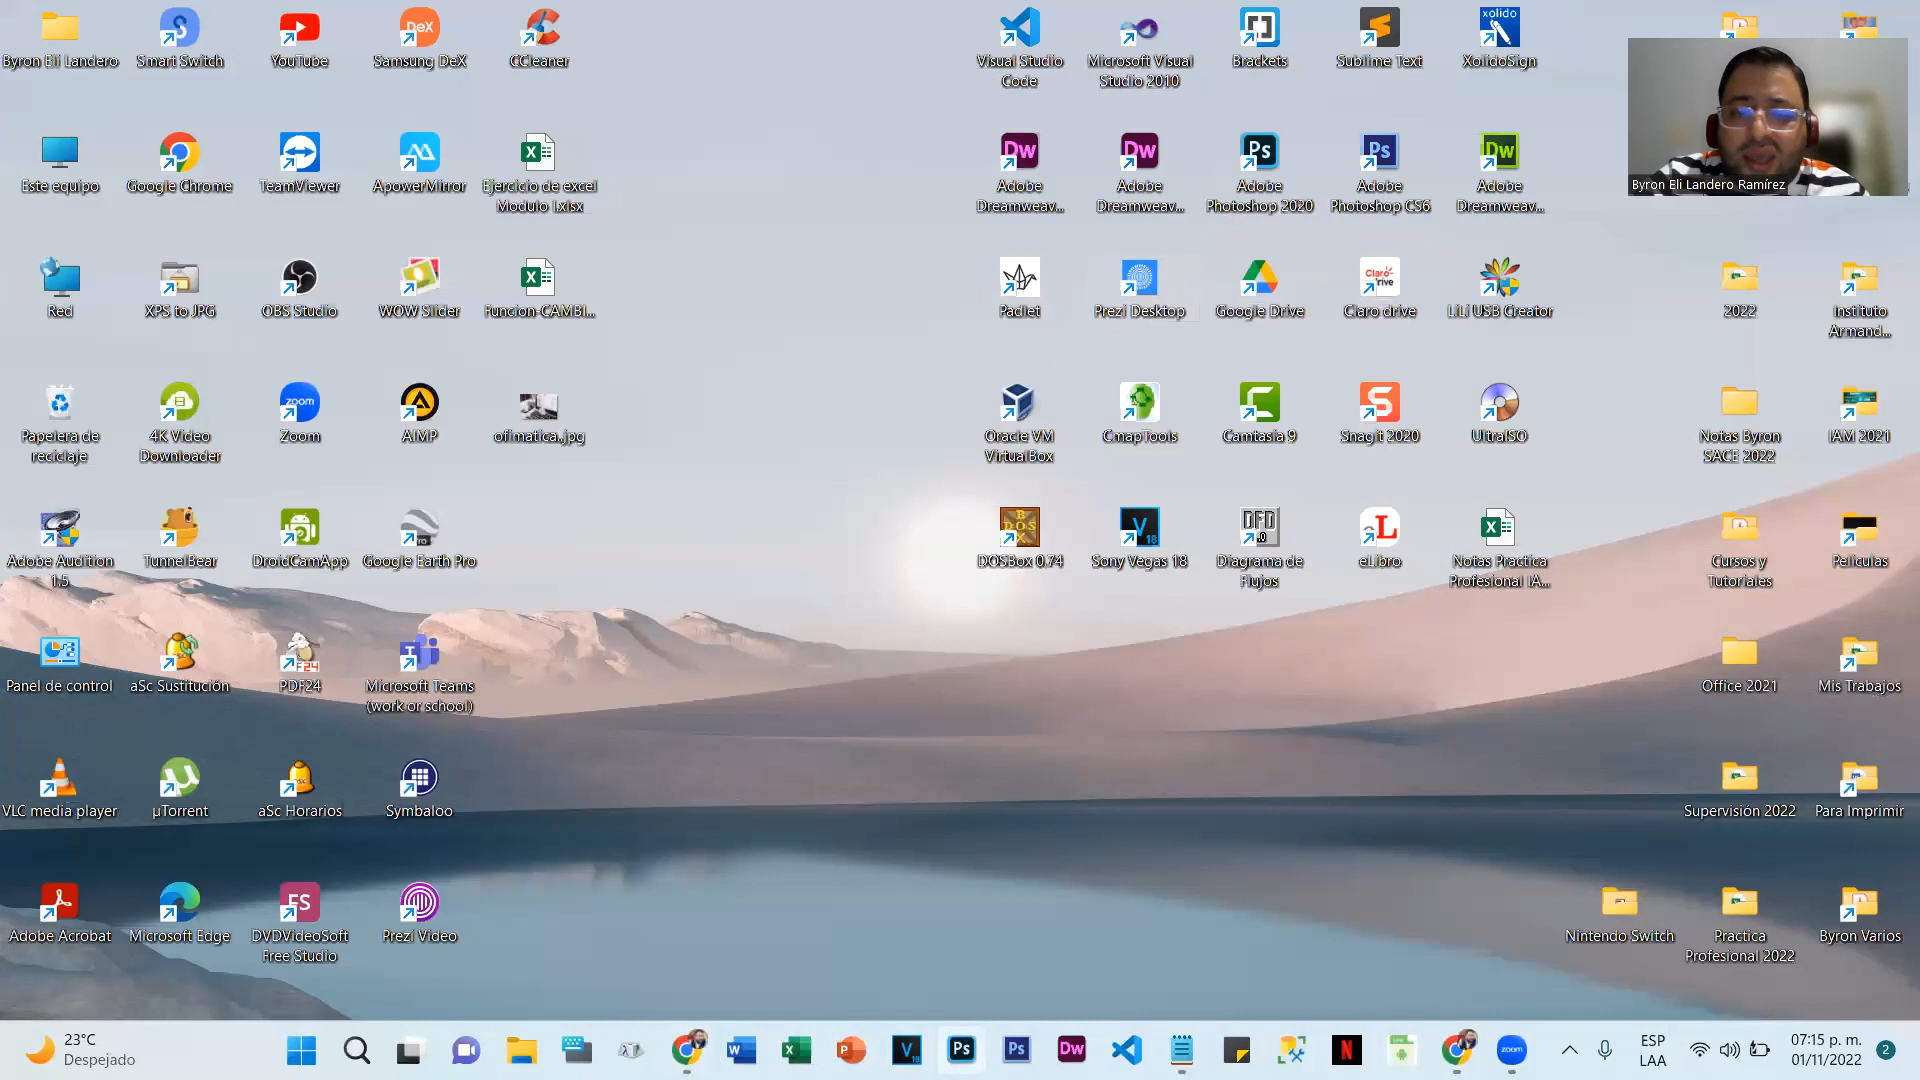 Byron Eli Landero
Smart Switch
YouTube
Samsung DeX
CCleaner
Visual Studio
Code
Microsoft Visual
Studio 2010
Brackets
Sublime Text
xolido
XolidoSign
Byron Eli Landero Ramírez
Este equipo
Google Chrome
TeamViewer
ApowerMirror
Ejercicio de excel
Modulo I.xlsx
Adobe
Dreamweav...
Adobe
Dreamweav...
Adobe
Photoshop 2020
Adobe
Photoshop CS6
Adobe
Dreamweav...
Red
XPS to JPG
OBS Studio
WOW Slider
Funcion-CAMBI...
Padlet
Prezi Desktop
Google Drive
Claro drive
LiLi USB Creator
2022
Instituto
Armand...
Papelera de
reciclaje
4K Video
Downloader
Zoom
AIMP
ofimatica.,jpg
Oracle VM
VirtualBox
CmapTools
Camtasia 9
Snagit 2020
UltraISO
Notas Byron
SACE 2022
IAM 2021
Adobe Audition
1.5
TunnelBear
DroidCamApp
Google Earth Pro
DOSBox 0.74
Sony Vegas 18
Diagrama de
Flujos
eLibro
Notas Practica
Profesional IA...
Cursos y
Tutoriales
Peliculas
Panel de control
aSc Sustitución
PDF24
Microsoft Teams
(work or school)
Office 2021
Mis Trabajos
VLC media player
µTorrent
aSc Horarios
Symbaloo
Supervisión 2022
Para Imprimir
Adobe Acrobat
Microsoft Edge
DVDVideoSoft
Free Studio
Prezi Video
Nintendo Switch
Practica
Profesional 2022
Byron Varios
23°C
Despejado
ESP
LAA
07:15 p. m.
01/11/2022
2